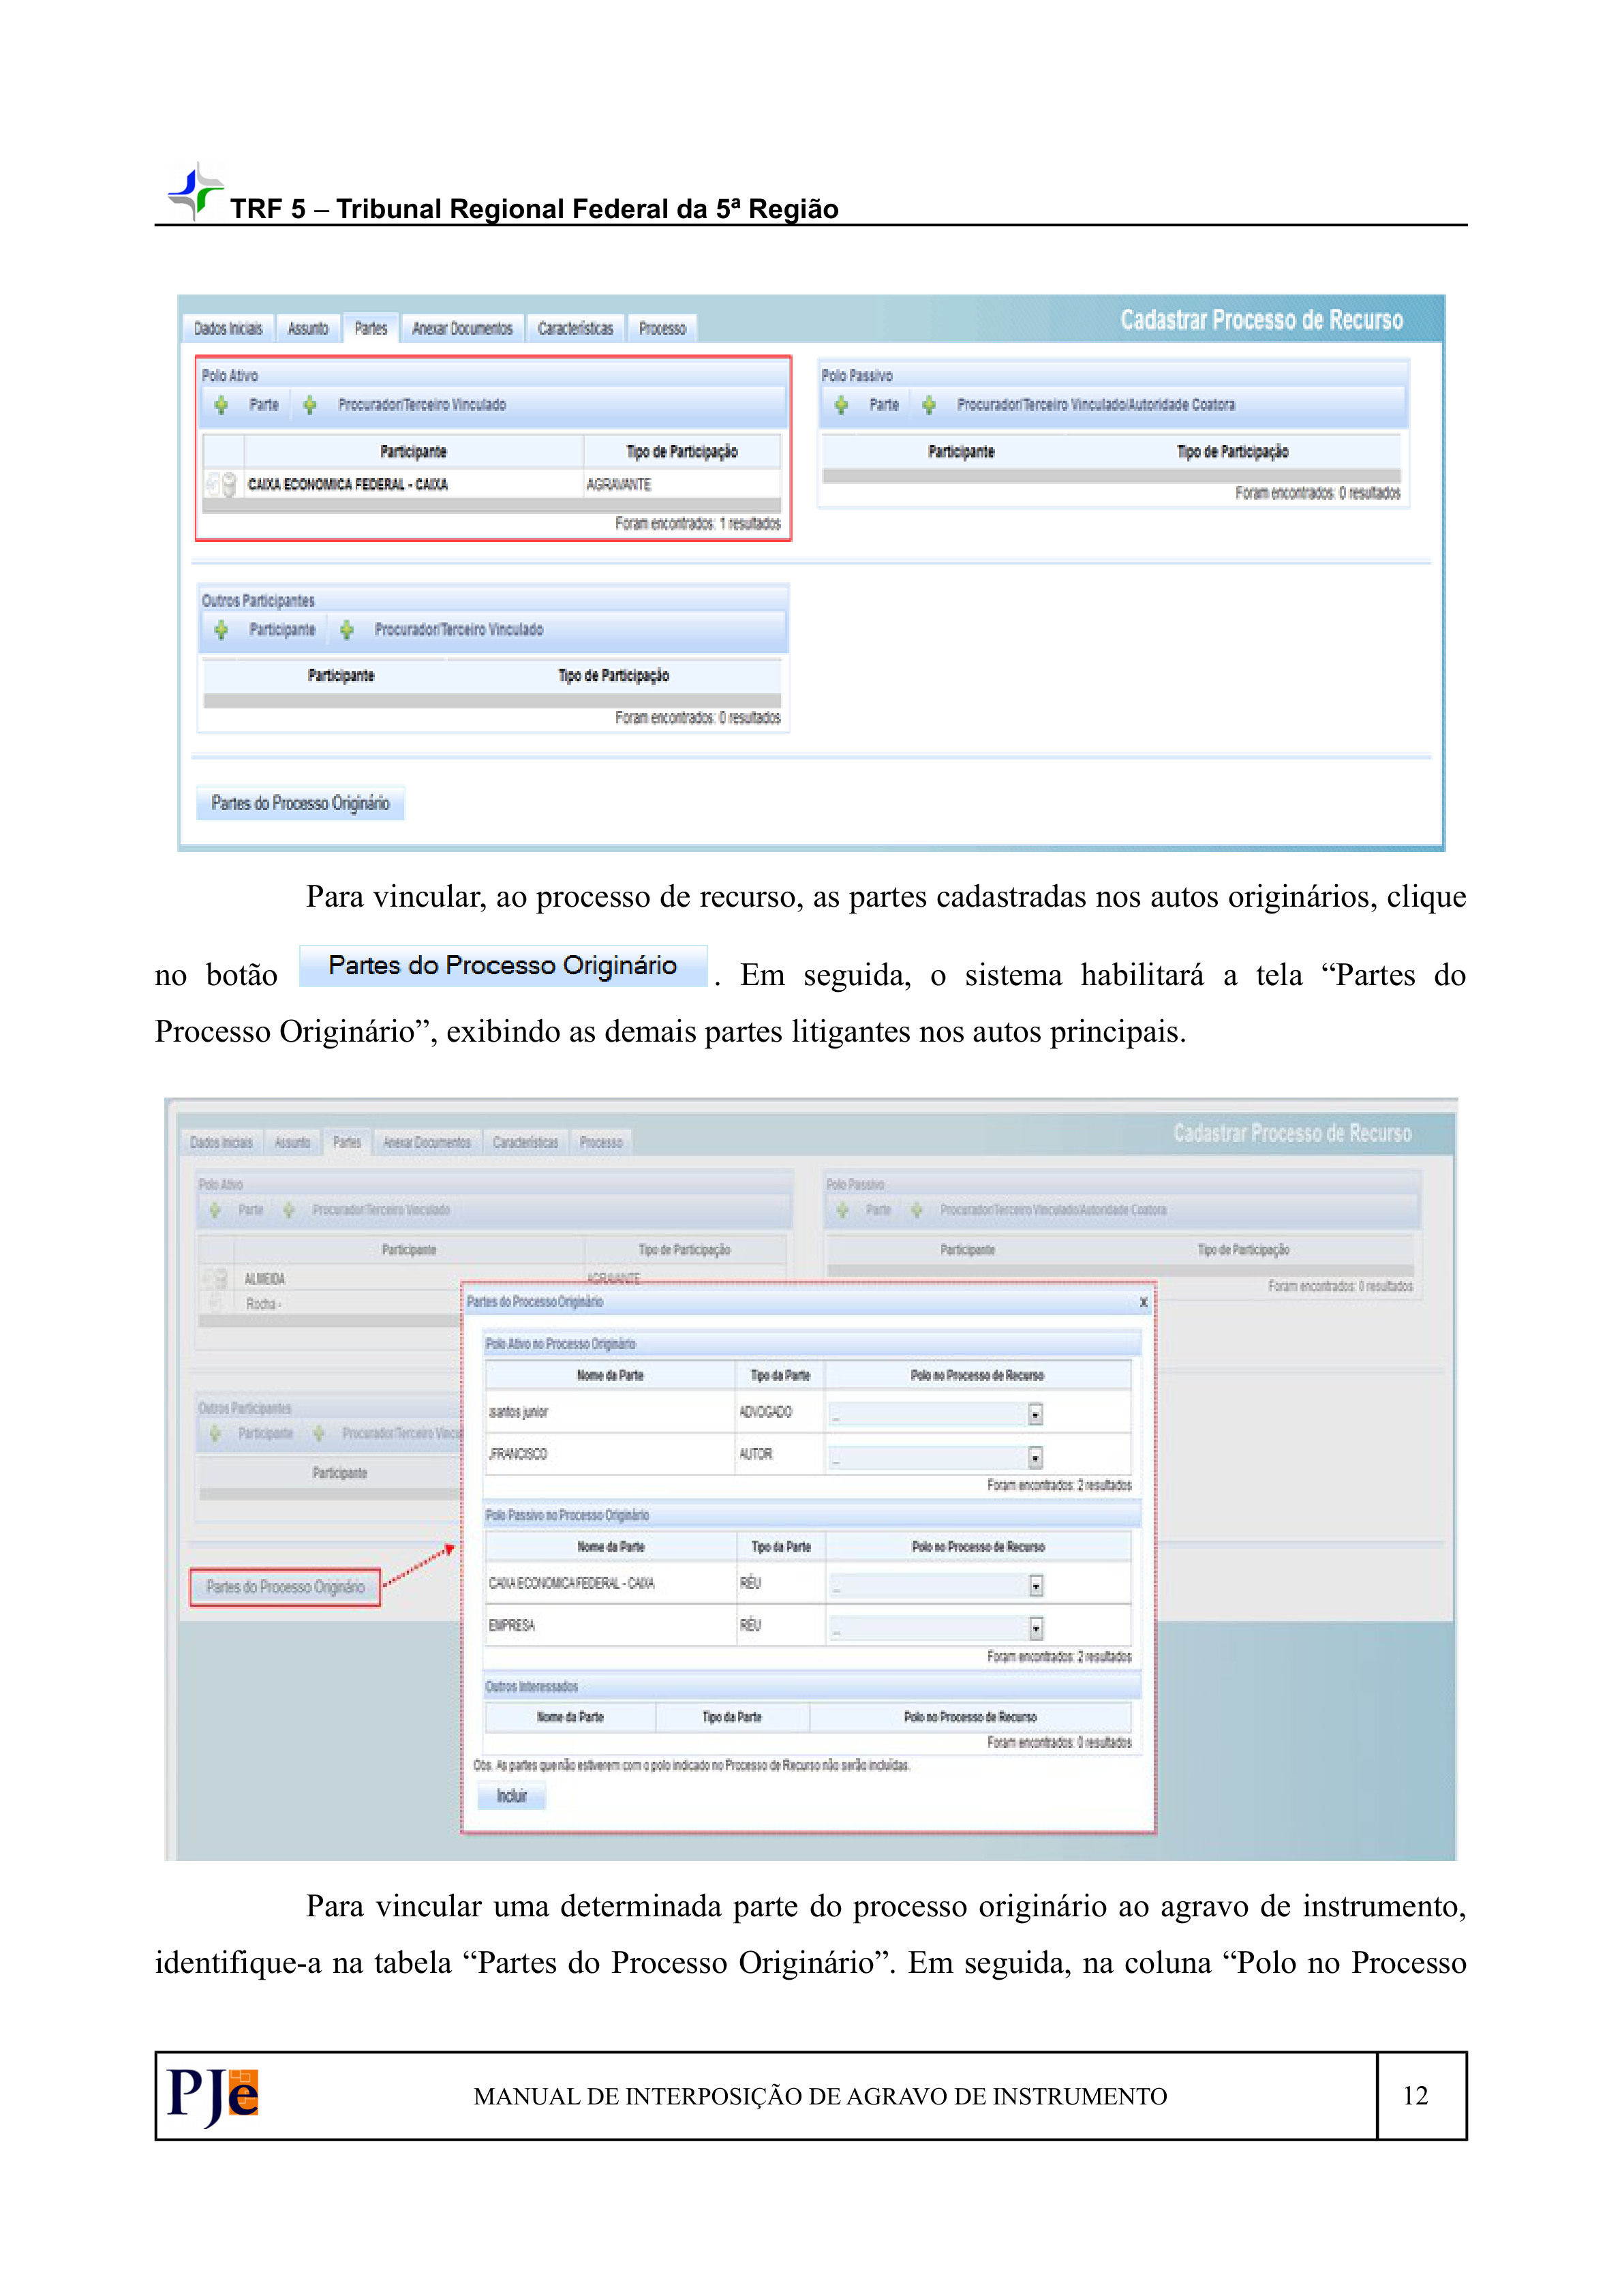 TRF 5 – Tribunal Regional Federal da 5ª Região
Cadastrar Processo de Recurso
Dados Iniciais Assunto Partes Anexar Documentos Características Processo
Polo Ativo
Parte Procurador/Terceiro Vinculado
Participante Tipo de Participação
CAIXA ECONOMICA FEDERAL - CAIXA AGRAVANTE
Foram encontrados: 1 resultados
Polo Passivo
Parte Procurador/Terceiro Vinculado/Autoridade Coatora
Participante Tipo de Participação
Foram encontrados: 0 resultados
Outros Participantes
Participante Procurador/Terceiro Vinculado
Participante Tipo de Participação
Foram encontrados: 0 resultados
Partes do Processo Originário
Para vincular, ao processo de recurso, as partes cadastradas nos autos originários, clique
no botão Partes do Processo Originário . Em seguida, o sistema habilitará a tela “Partes do
Processo Originário”, exibindo as demais partes litigantes nos autos principais.
Cadastrar Processo de Recurso
Dados Iniciais Assunto Partes Anexar Documentos Características Processo
Polo Ativo
Parte Procurador/Terceiro Vinculado
Participante Tipo de Participação
ALMEIDA AGRAVANTE
Rocha -
Polo Passivo
Parte Procurador/Terceiro Vinculado/Autoridade Coatora
Participante Tipo de Participação
Foram encontrados: 0 resultados
Outros Participantes
Participante Procurador/Terceiro Vincu
Participante
Partes do Processo Originário
Partes do Processo Originário x
Polo Ativo no Processo Originário
Nome da Parte Tipo da Parte Polo no Processo de Recurso
santos junior ADVOGADO ...
FRANCISCO AUTOR ...
Foram encontrados: 2 resultados
Polo Passivo no Processo Originário
Nome da Parte Tipo da Parte Polo no Processo de Recurso
CAIXA ECONOMICA FEDERAL - CAIXA RÉU ...
EMPRESA RÉU ...
Foram encontrados: 2 resultados
Outros Interessados
Nome da Parte Tipo da Parte Polo no Processo de Recurso
Foram encontrados: 0 resultados
Obs. As partes que não estiverem com o polo indicado no Processo de Recurso não serão incluídas.
Incluir
Para vincular uma determinada parte do processo originário ao agravo de instrumento,
identifique-a na tabela “Partes do Processo Originário”. Em seguida, na coluna “Polo no Processo
PJe
MANUAL DE INTERPOSIÇÃO DE AGRAVO DE INSTRUMENTO
12